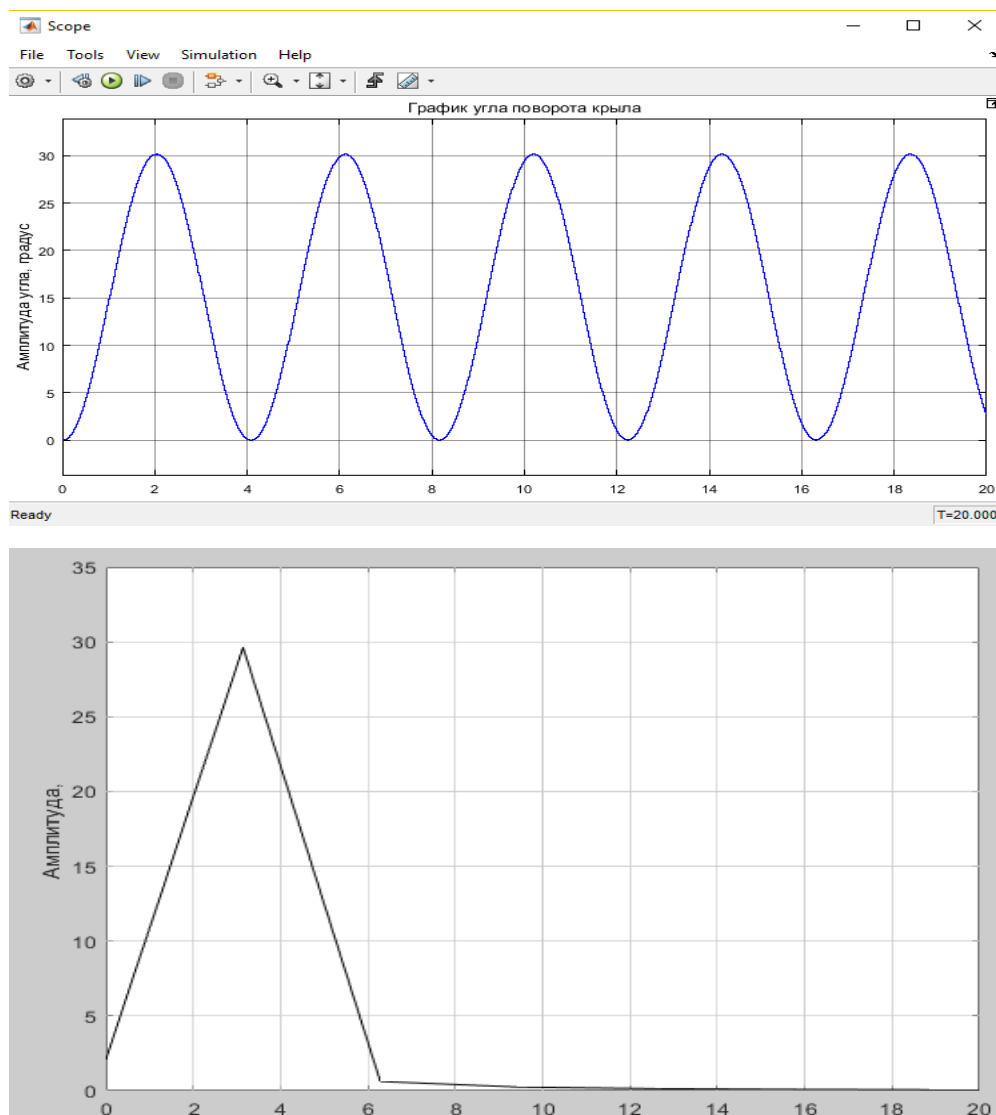 Scope
File Tools View Simulation Help
График угла поворота крыла
Амплитуда угла, градус
30
25
20
15
10
5
0
0 2 4 6 8 10 12 14 16 18 20
Ready T=20.000
Амплитуда,
35
30
25
20
15
10
5
0
0 2 4 6 8 10 12 14 16 18 20